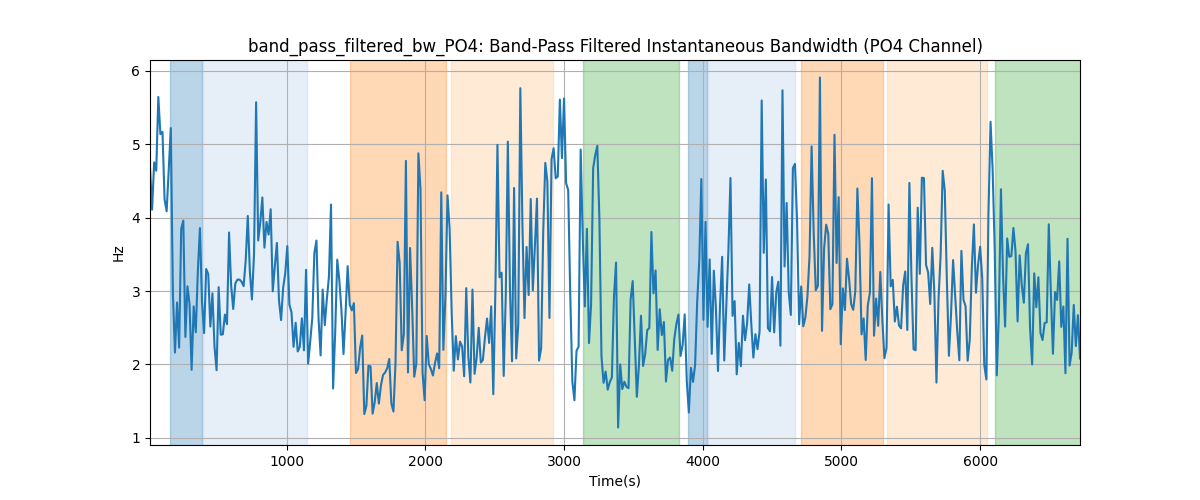 band_pass_filtered_bw_PO4: Band-Pass Filtered Instantaneous Bandwidth (PO4 Channel)
6
5
4
3
2
1
Hz
1000 2000 3000 4000 5000 6000
Time(s)